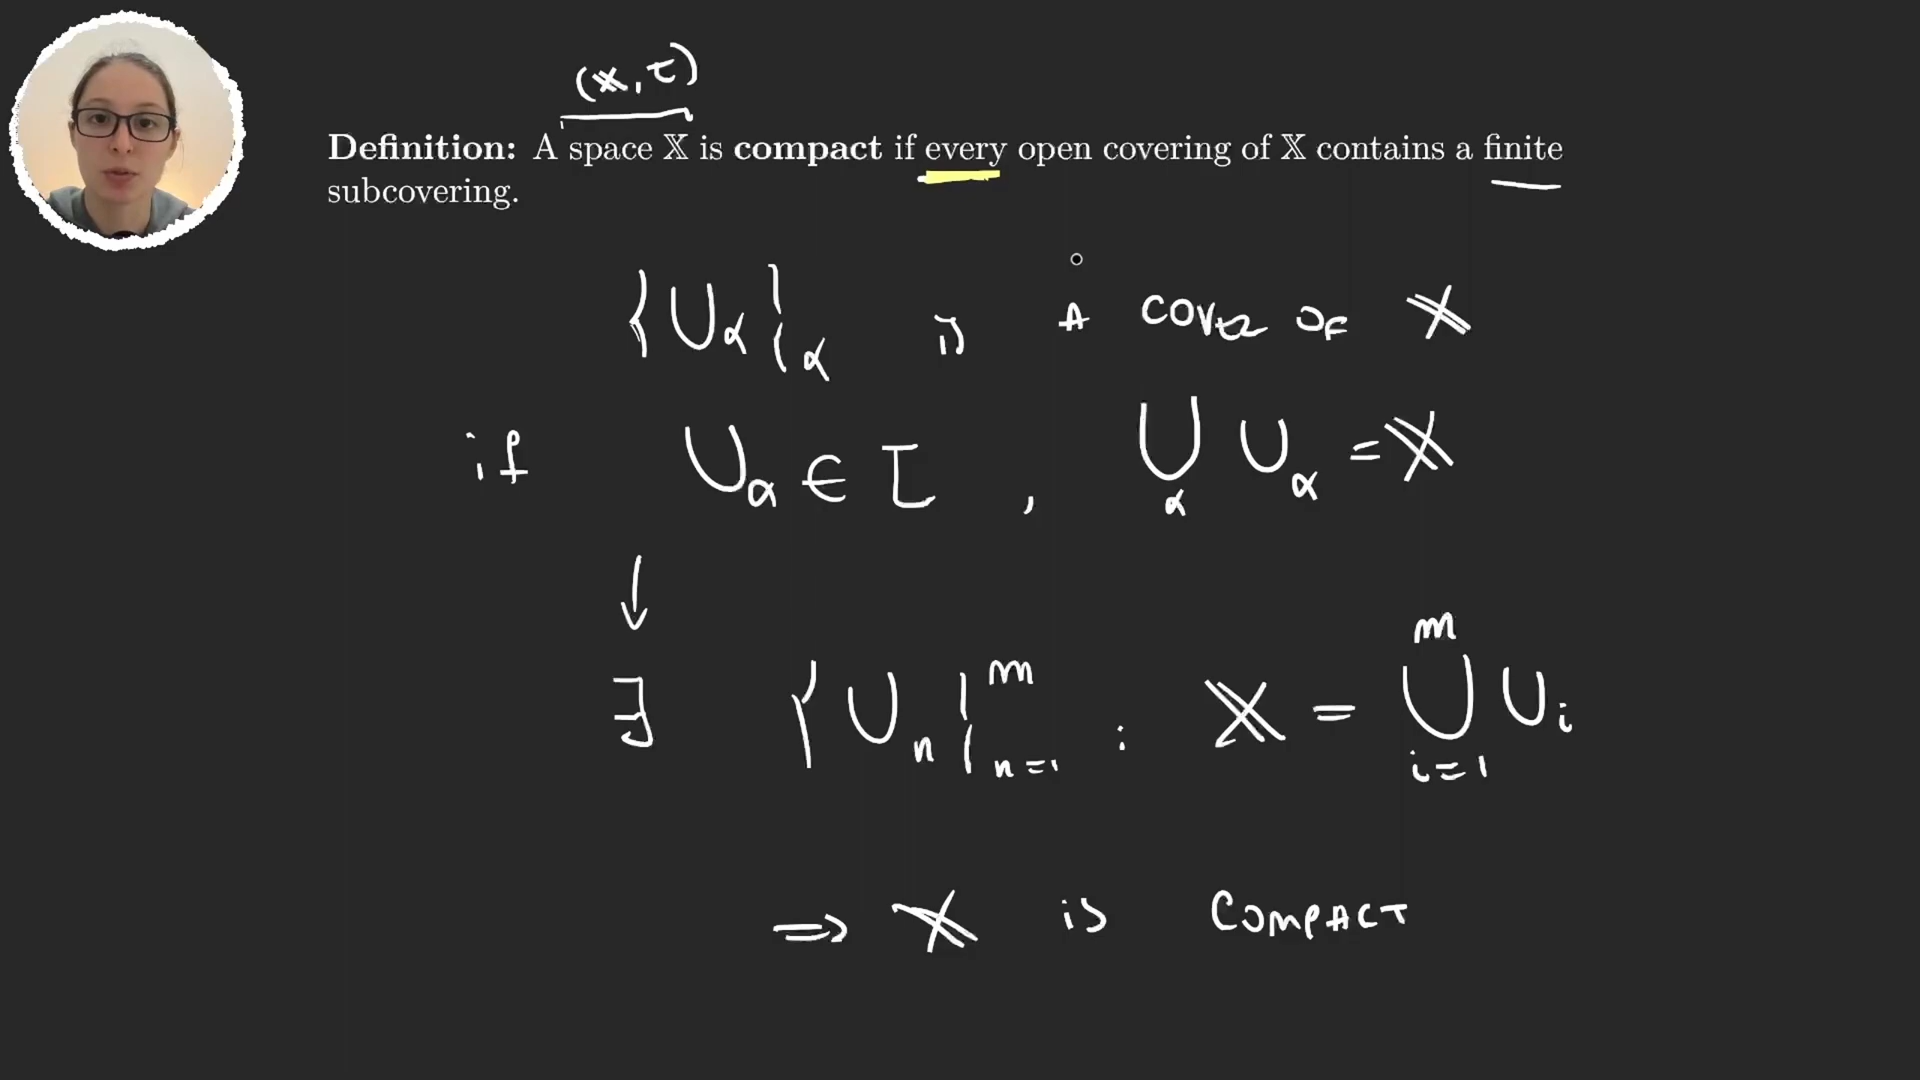 (𝕏, τ)
Definition: A space 𝕏 is compact if every open covering of 𝕏 contains a finite
subcovering.
{U_α}_α is A COVER OF 𝕏
if U_α ∈ τ , ⋃_α U_α = 𝕏
↓
∃ {U_n}_{n=1}^m : 𝕏 = ⋃_{i=1}^m U_i
⇒ 𝕏 is COMPACT